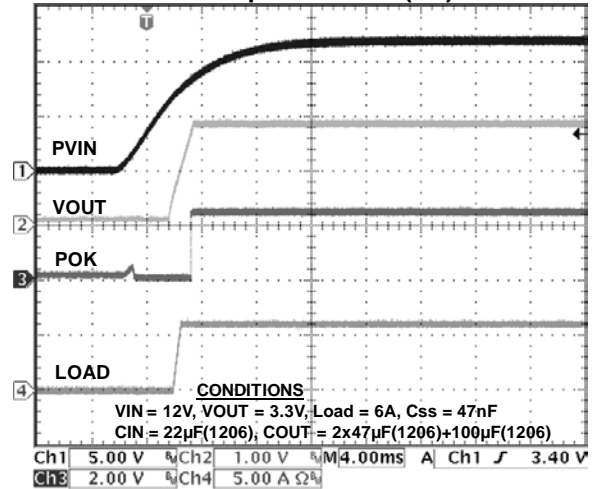 T
PVIN
1
VOUT
2
POK
3
LOAD
4
CONDITIONS
VIN = 12V, VOUT = 3.3V, Load = 6A, Css = 47nF
CIN = 22µF(1206), COUT = 2x47µF(1206)+100µF(1206)
Ch1 5.00 V Ch2 1.00 V M 4.00ms A Ch1 3.40 V
Ch3 2.00 V Ch4 5.00 A Ω